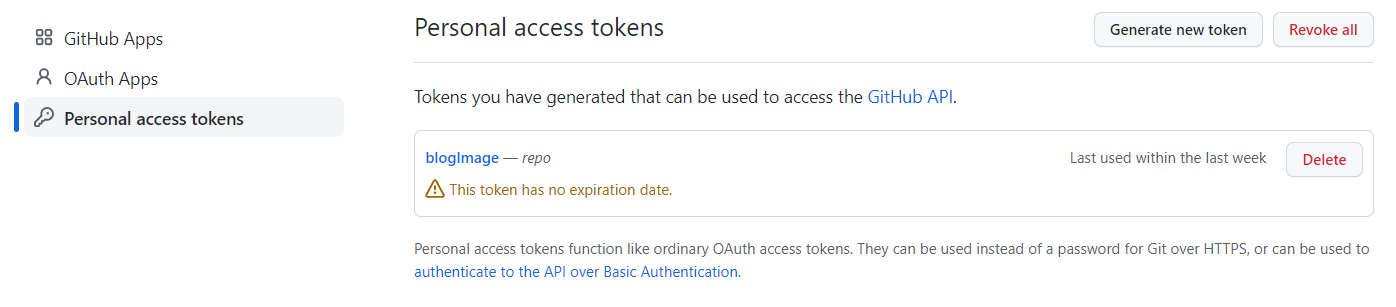 GitHub Apps
OAuth Apps
Personal access tokens
Personal access tokens
Generate new token
Revoke all
Tokens you have generated that can be used to access the GitHub API.
blogImage — repo
Last used within the last week
Delete
This token has no expiration date.
Personal access tokens function like ordinary OAuth access tokens. They can be used instead of a password for Git over HTTPS, or can be used to
authenticate to the API over Basic Authentication.